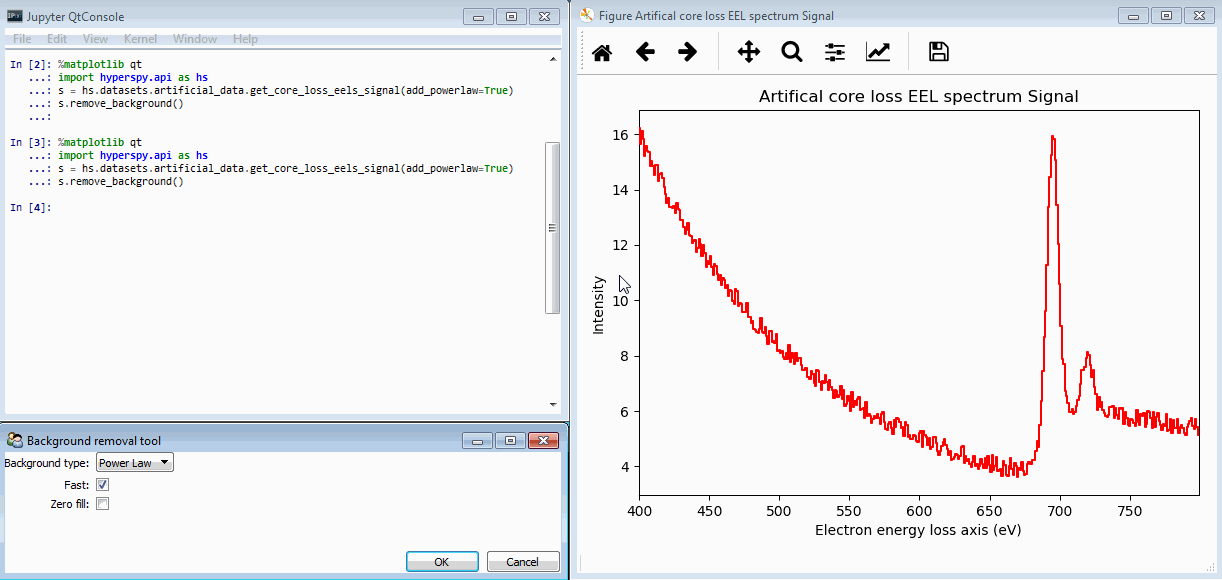 Jupyter QtConsole
File Edit View Kernel Window Help
In [2]: %matplotlib qt
...: import hyperspy.api as hs
...: s = hs.datasets.artificial_data.get_core_loss_eels_signal(add_powerlaw=True)
...: s.remove_background()
...:
In [3]: %matplotlib qt
...: import hyperspy.api as hs
...: s = hs.datasets.artificial_data.get_core_loss_eels_signal(add_powerlaw=True)
...: s.remove_background()
In [4]:
Background removal tool
Background type: Power Law
Fast:
Zero fill:
OK Cancel
Figure Artifical core loss EEL spectrum Signal
Artifical core loss EEL spectrum Signal
Intensity
16
14
12
10
8
6
4
400 450 500 550 600 650 700 750
Electron energy loss axis (eV)